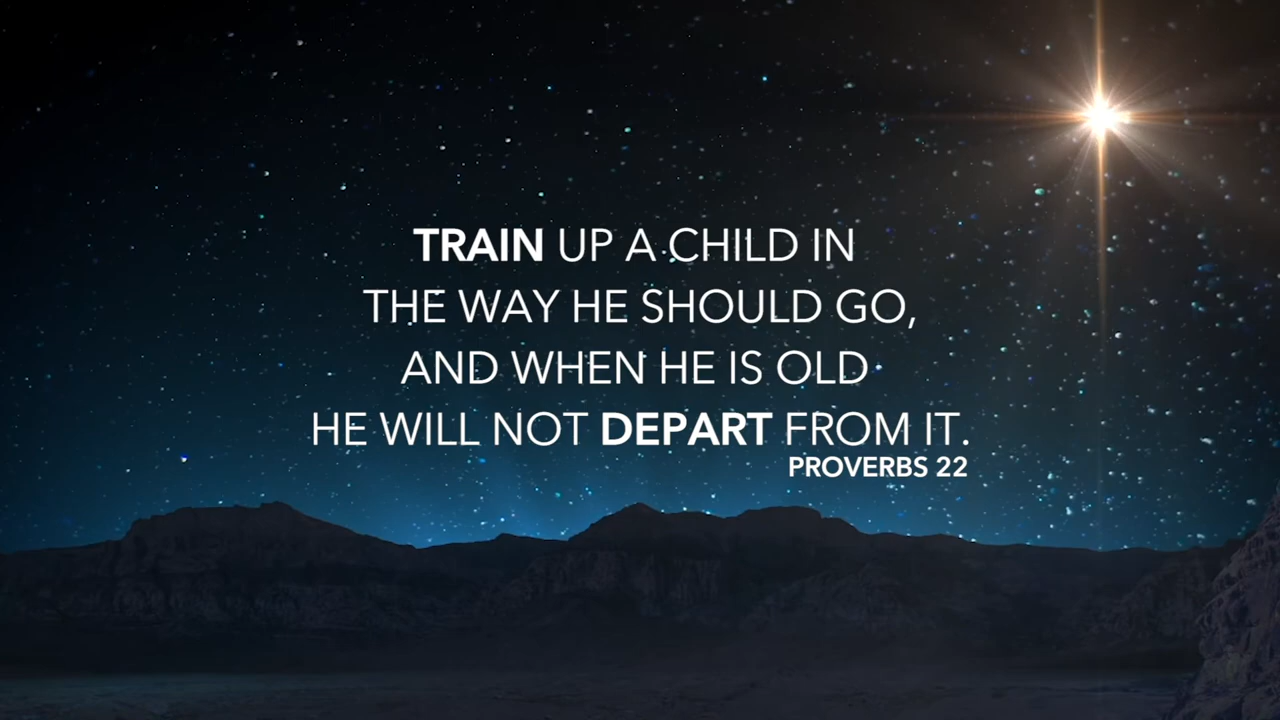 TRAIN UP A CHILD IN
THE WAY HE SHOULD GO,
AND WHEN HE IS OLD
HE WILL NOT DEPART FROM IT.
PROVERBS 22